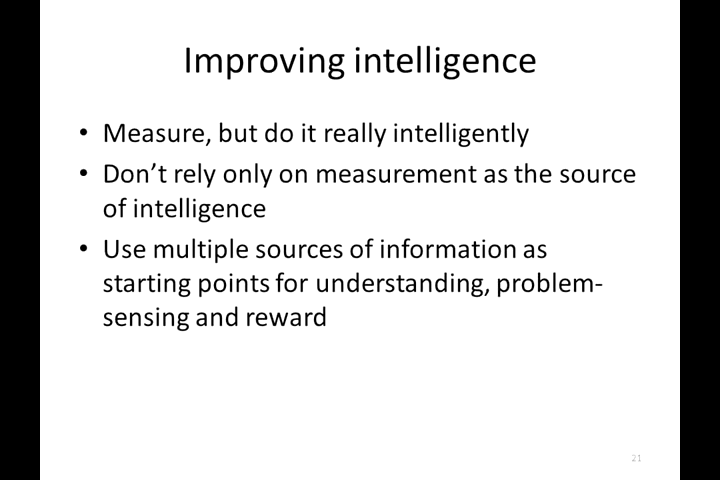 Improving intelligence
• Measure, but do it really intelligently
• Don’t rely only on measurement as the source
of intelligence
• Use multiple sources of information as
starting points for understanding, problem-
sensing and reward
21